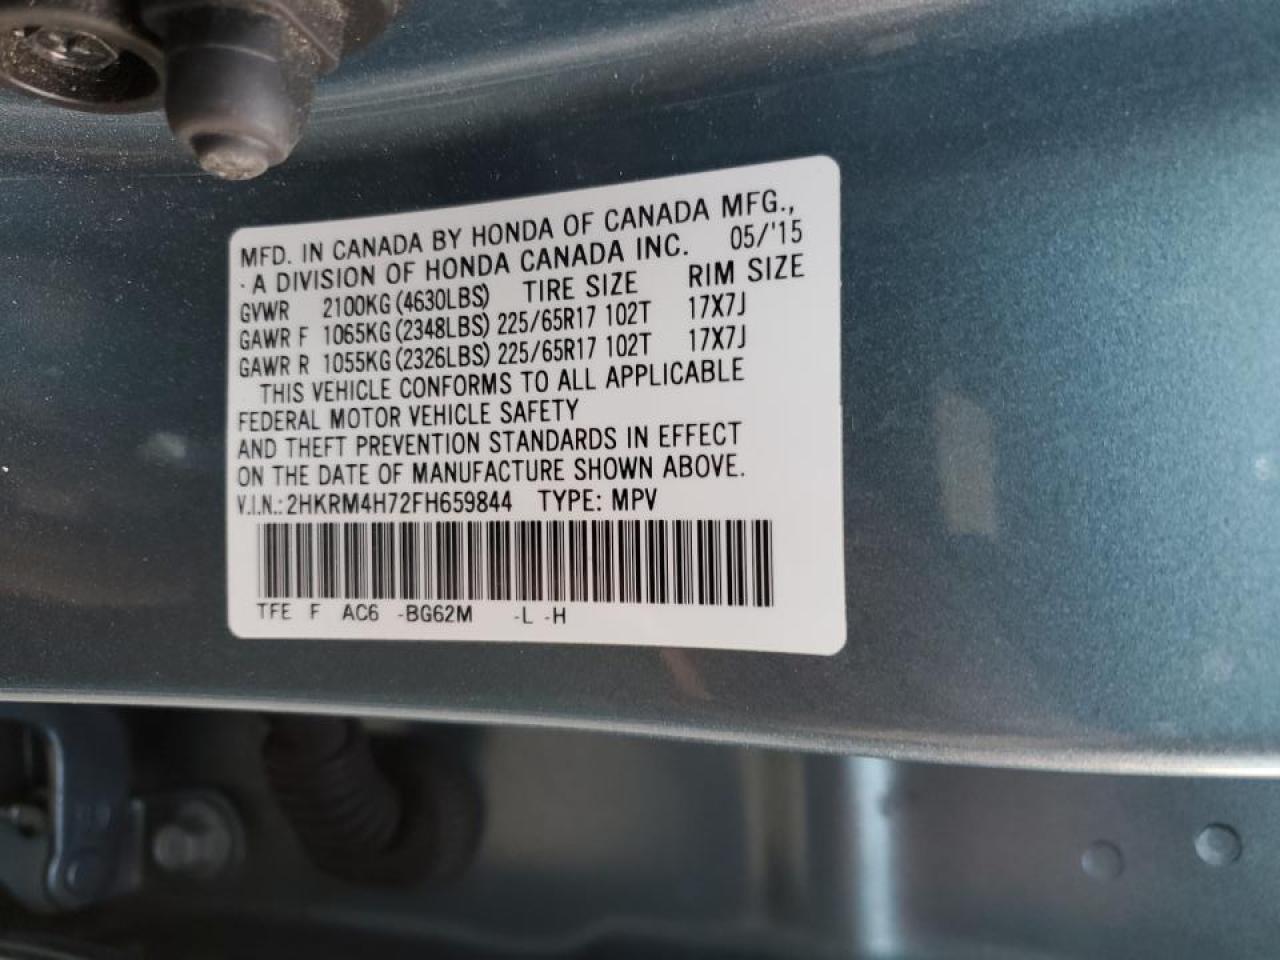 MFD. IN CANADA BY HONDA OF CANADA MFG.,
A DIVISION OF HONDA CANADA INC. 05/'15
GVWR 2100KG (4630LBS) TIRE SIZE RIM SIZE
GAWR F 1065KG (2348LBS) 225/65R17 102T 17X7J
GAWR R 1055KG (2326LBS) 225/65R17 102T 17X7J
THIS VEHICLE CONFORMS TO ALL APPLICABLE
FEDERAL MOTOR VEHICLE SAFETY
AND THEFT PREVENTION STANDARDS IN EFFECT
ON THE DATE OF MANUFACTURE SHOWN ABOVE.
V.I.N.: 2HKRM4H72FH659844 TYPE: MPV
TFE F AC6 -BG62M -L -H